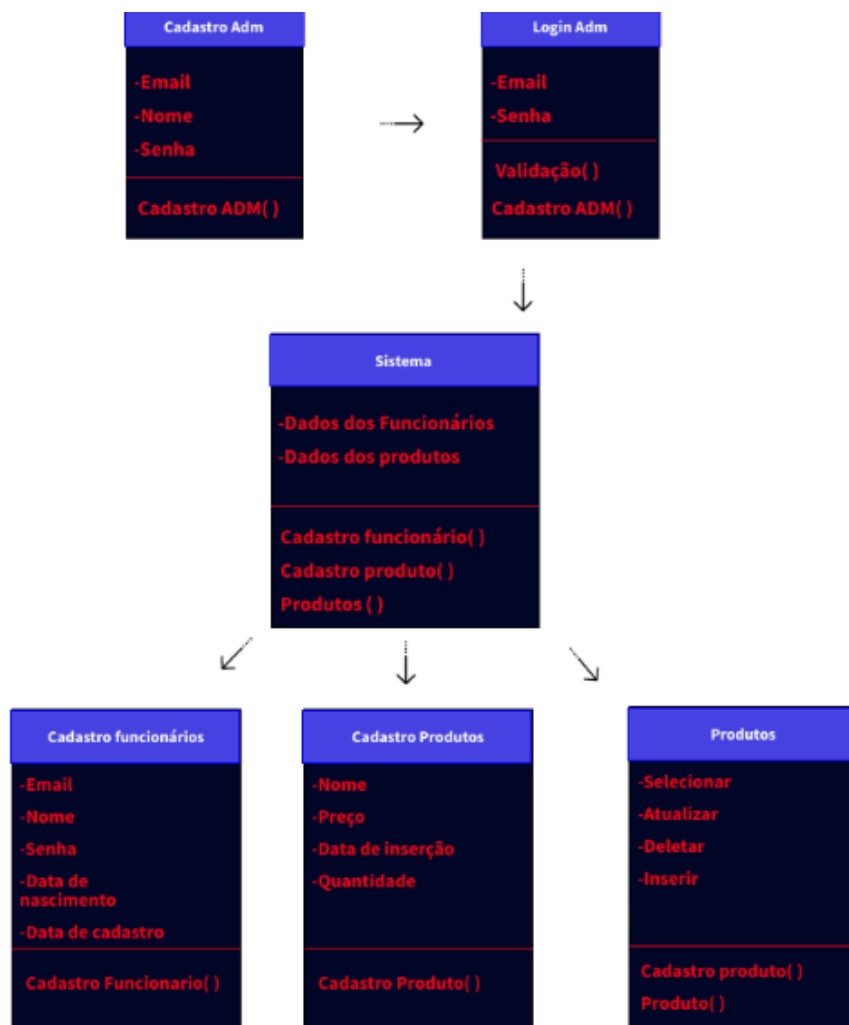 Cadastro Adm
-Email
-Nome
-Senha
Cadastro ADM( )
Login Adm
-Email
-Senha
Validação( )
Cadastro ADM( )
Sistema
-Dados dos Funcionários
-Dados dos produtos
Cadastro funcionário( )
Cadastro produto( )
Produtos ( )
Cadastro funcionários
-Email
-Nome
-Senha
-Data de
nascimento
-Data de cadastro
Cadastro Funcionario( )
Cadastro Produtos
-Nome
-Preço
-Data de inserção
-Quantidade
Cadastro Produto( )
Produtos
-Selecionar
-Atualizar
-Deletar
-Inserir
Cadastro produto( )
Produto( )